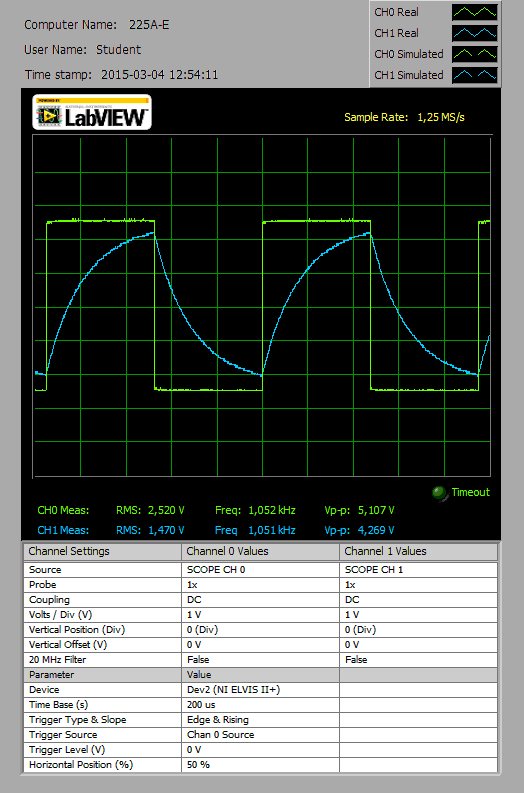 Computer Name: 225A-E
User Name: Student
Time stamp: 2015-03-04 12:54:11
CH0 Real
CH1 Real
CH0 Simulated
CH1 Simulated
LabVIEW
Sample Rate: 1,25 MS/s
Timeout
CH0 Meas: RMS: 2,520 V Freq: 1,052 kHz Vp-p: 5,107 V
CH1 Meas: RMS: 1,470 V Freq: 1,051 kHz Vp-p: 4,269 V
Channel Settings Channel 0 Values Channel 1 Values
Source SCOPE CH 0 SCOPE CH 1
Probe 1x 1x
Coupling DC DC
Volts / Div (V) 1 V 1 V
Vertical Position (Div) 0 (Div) 0 (Div)
Vertical Offset (V) 0 V 0 V
20 MHz Filter False False
Parameter Value
Device Dev2 (NI ELVIS II+)
Time Base (s) 200 us
Trigger Type & Slope Edge & Rising
Trigger Source Chan 0 Source
Trigger Level (V) 0 V
Horizontal Position (%) 50 %